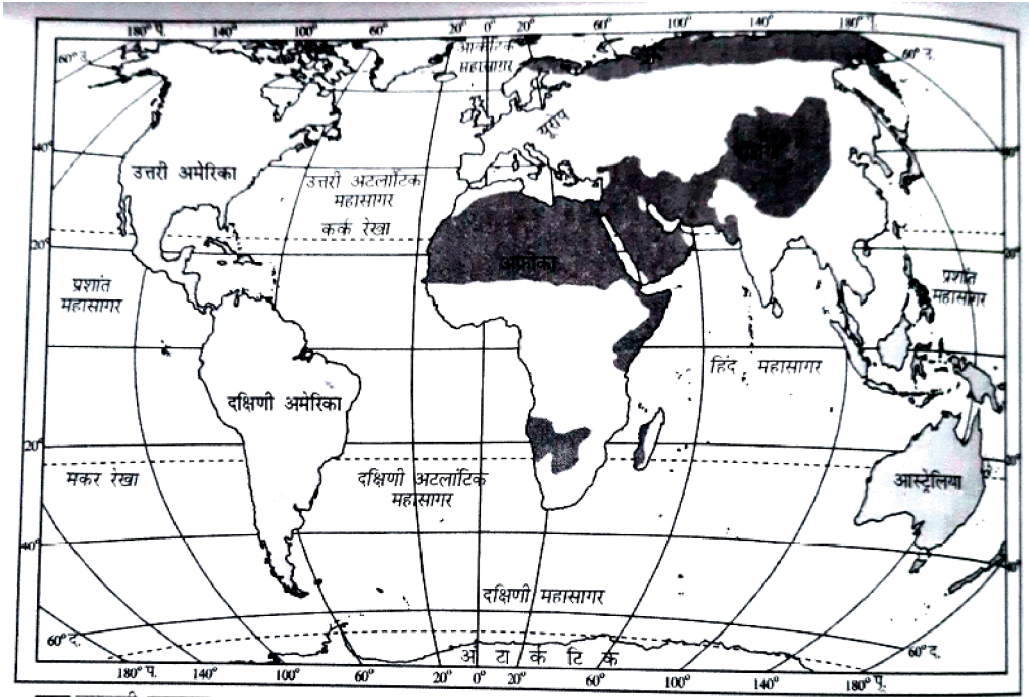 180° प. 140° 100° 60° 20° 0° 20° 60° 100° 140° 180° पू.
60° उ. 60° उ.
आर्कटिक
महासागर
यूरोप
उत्तरी अमेरिका
उत्तरी अटलांटिक
महासागर
कर्क रेखा
अफ्रीका
प्रशांत
महासागर
प्रशांत
महासागर
हिंद महासागर
दक्षिणी अमेरिका
20°
मकर रेखा
दक्षिणी अटलांटिक
महासागर
आस्ट्रेलिया
40°
दक्षिणी महासागर
60° द. 60° द.
अं टा र्क टि क
180° प. 140° 100° 60° 20° 0° 20° 60° 100° 140° 180° पू.